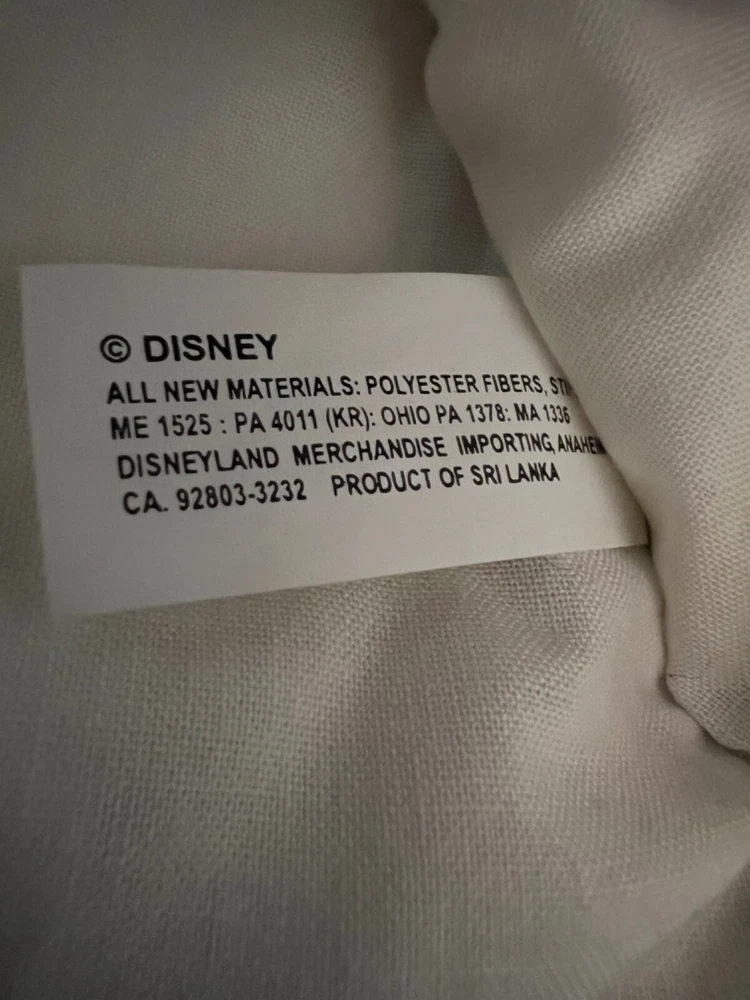 © DISNEY
ALL NEW MATERIALS: POLYESTER FIBERS,
ME 1525 : PA 4011 (KR): OHIO PA 1378: MA 1336
DISNEYLAND MERCHANDISE IMPORTING,
CA. 92803-3232 PRODUCT OF SRI LANKA